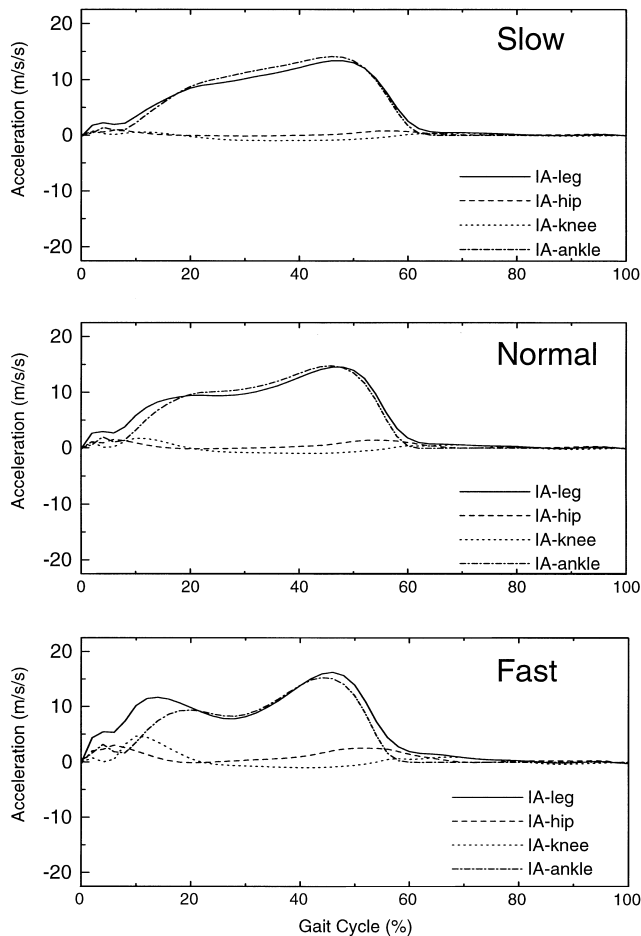 Slow
20
10
0
-10
-20
Acceleration (m/s/s)
IA-leg
IA-hip
IA-knee
IA-ankle
0 20 40 60 80 100
Normal
20
10
0
-10
-20
Acceleration (m/s/s)
IA-leg
IA-hip
IA-knee
IA-ankle
0 20 40 60 80 100
Fast
20
10
0
-10
-20
Acceleration (m/s/s)
IA-leg
IA-hip
IA-knee
IA-ankle
0 20 40 60 80 100
Gait Cycle (%)